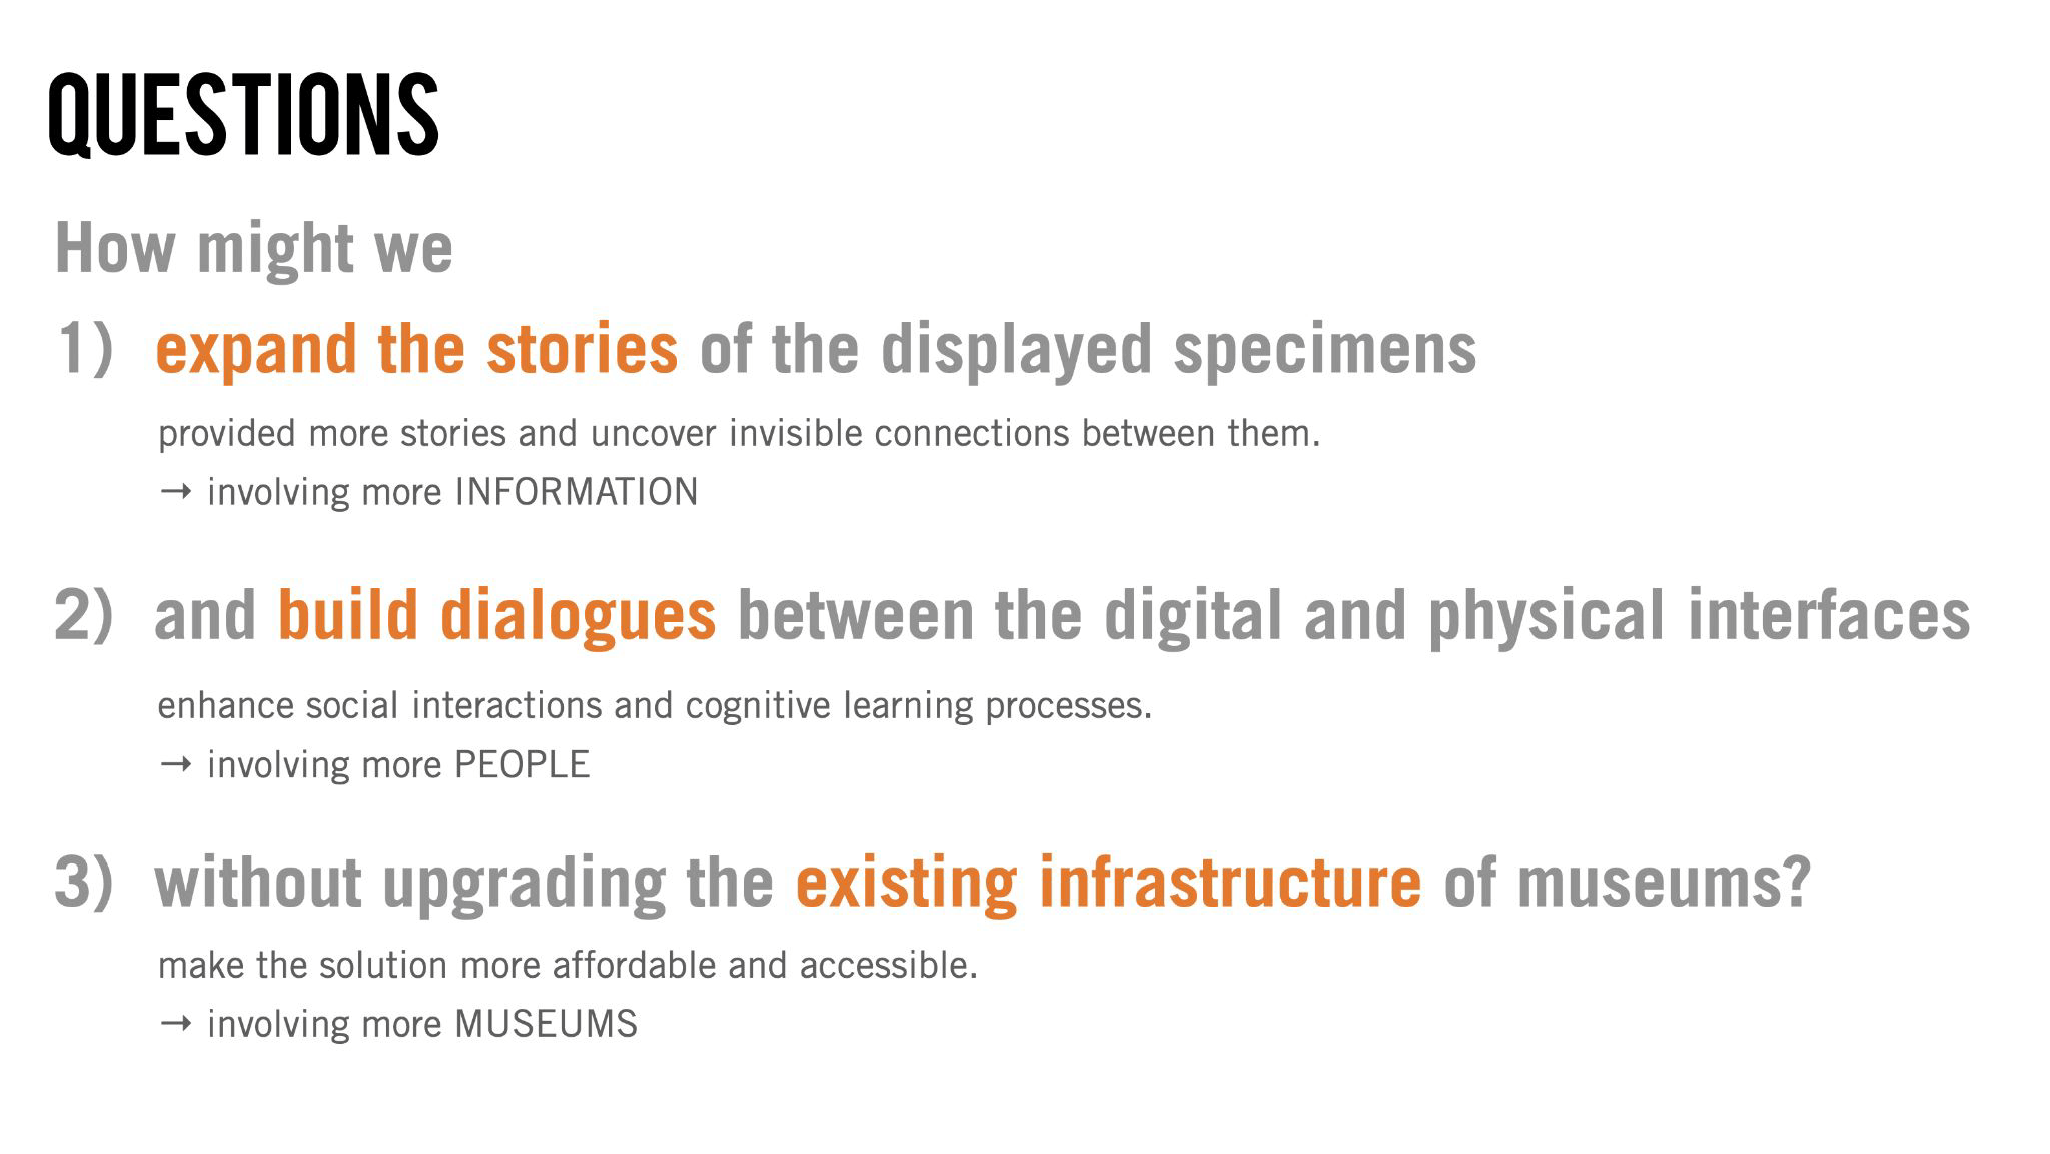 QUESTIONS
How might we
1) expand the stories of the displayed specimens
provided more stories and uncover invisible connections between them.
→ involving more INFORMATION
2) and build dialogues between the digital and physical interfaces
enhance social interactions and cognitive learning processes.
→ involving more PEOPLE
3) without upgrading the existing infrastructure of museums?
make the solution more affordable and accessible.
→ involving more MUSEUMS